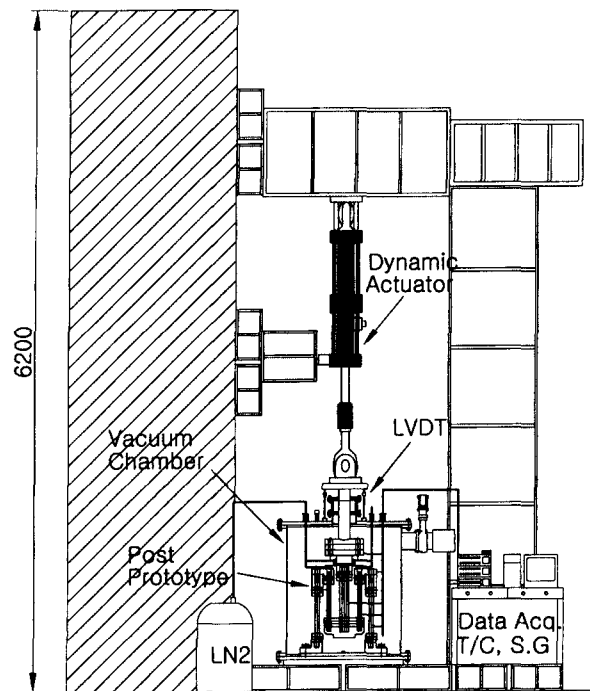 6200
Dynamic
Actuator
LVDT
Vacuum
Chamber
Post
Prototype
LN2
Data Acq.
T/C, S.G